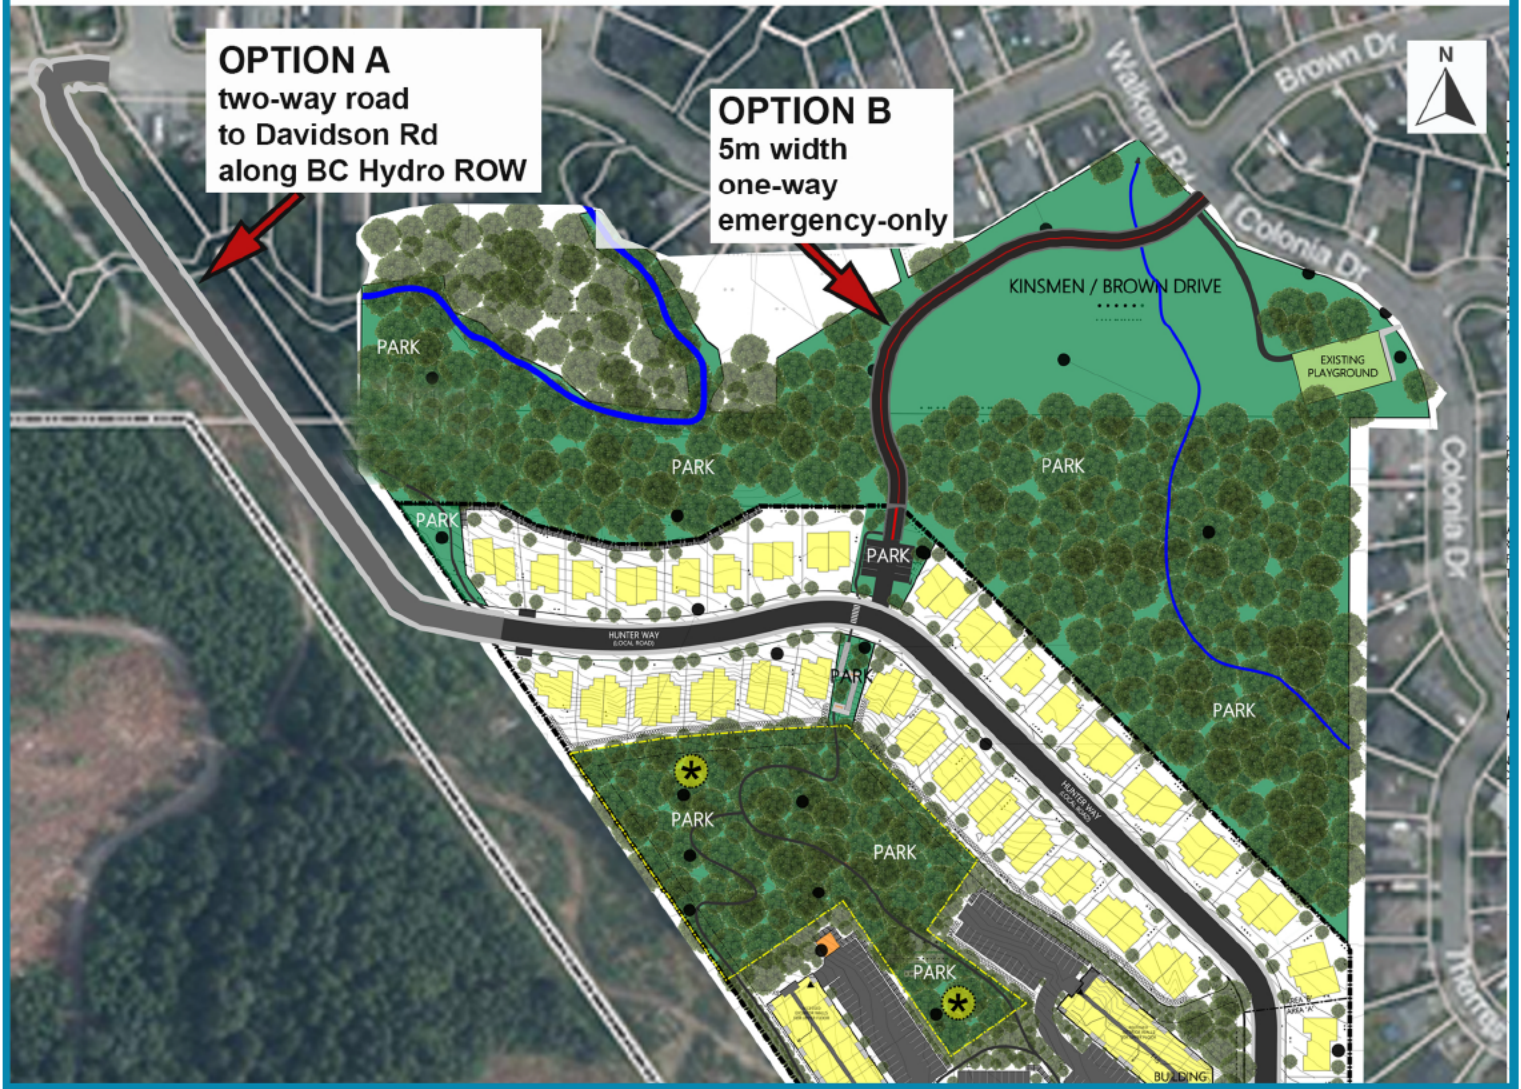 OPTION A
two-way road
to Davidson Rd
along BC Hydro ROW
OPTION B
5m width
one-way
emergency-only
N
Brown Dr
Walkem Rd
Colonia Dr
KINSMEN / BROWN DRIVE
EXISTING
PLAYGROUND
PARK
PARK
PARK
PARK
PARK
Colonia Dr
HUNTER WAY
(LOCAL ROAD)
PARK
PARK
HUNTER WAY
(LOCAL ROAD)
PARK
PARK
PARK
AREA 'A'
BUILDING